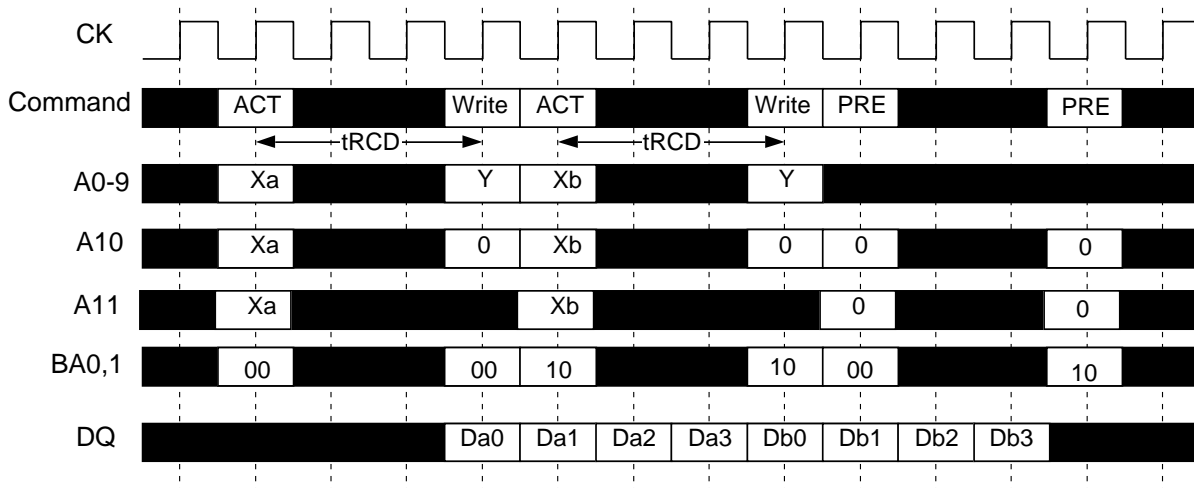 CK
Command ACT Write ACT Write PRE PRE
tRCD tRCD
A0-9 Xa Y Xb Y
A10 Xa 0 Xb 0 0 0
A11 Xa Xb 0 0
BA0,1 00 00 10 10 00 10
DQ Da0 Da1 Da2 Da3 Db0 Db1 Db2 Db3